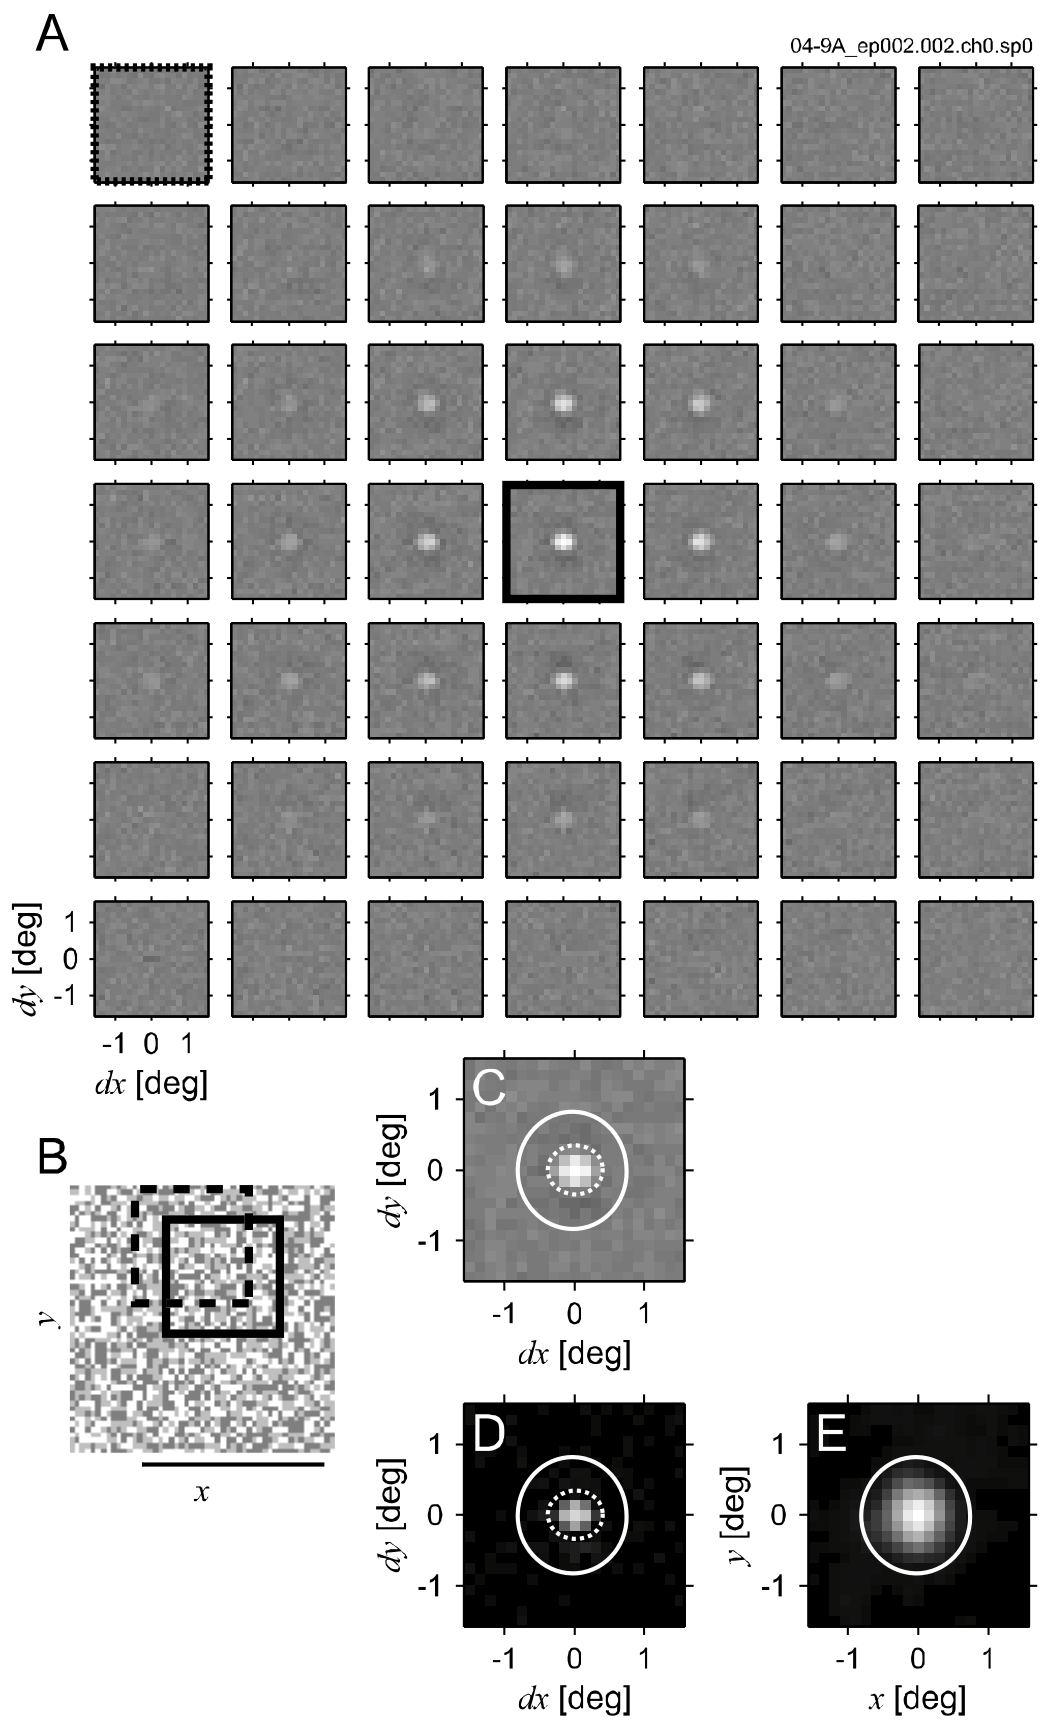 A
04-9A_ep002.002.ch0.sp0
dy [deg]
1
0
-1
-1 0 1
dx [deg]
B
y
x
C
dy [deg]
1
0
-1
-1 0 1
dx [deg]
D
dy [deg]
1
0
-1
-1 0 1
dx [deg]
E
y [deg]
1
0
-1
-1 0 1
x [deg]